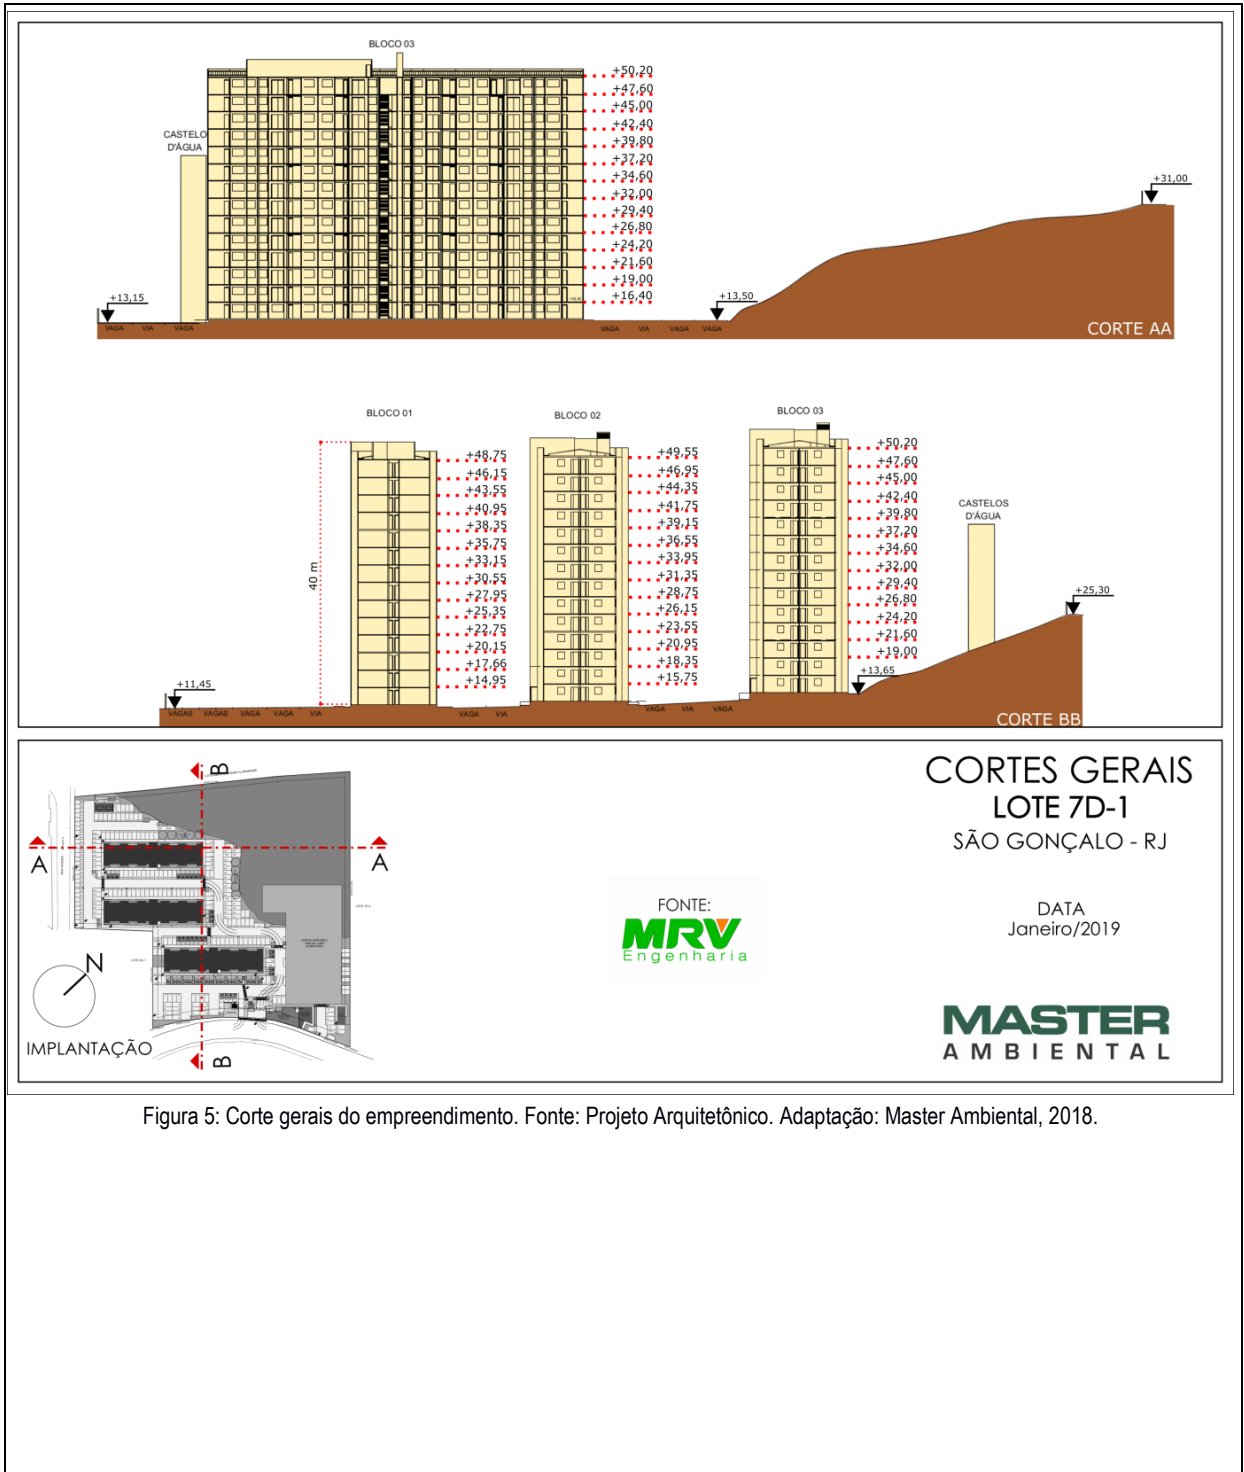 BLOCO 03
+50,20
+47,60
+45,00
+42,40
+39,80
+37,20
+34,60
+32,00
+29,40
+26,80
+24,20
+21,60
+19,00
+16,40
CASTELO
D'ÁGUA
+13,15
VAGA VIA VAGA
VAGA VIA VAGA VAGA
+13,50
+31,00
CORTE AA
BLOCO 01
40 m
+48,75
+46,15
+43,55
+40,95
+38,35
+35,75
+33,15
+30,55
+27,95
+25,35
+22,75
+20,15
+17,66
+14,95
+11,45
VAGAS VAGAS VAGA VAGA VIA
VAGA VIA
BLOCO 02
+49,55
+46,95
+44,35
+41,75
+39,15
+36,55
+33,95
+31,35
+28,75
+26,15
+23,55
+20,95
+18,35
+15,75
VAGA VIA VAGA
BLOCO 03
+50,20
+47,60
+45,00
+42,40
+39,80
+37,20
+34,60
+32,00
+29,40
+26,80
+24,20
+21,60
+19,00
+13,65
CASTELOS
D'ÁGUA
+25,30
CORTE BB
B
A
A
B
N
IMPLANTAÇÃO
FONTE:
MRV
Engenharia
CORTES GERAIS
LOTE 7D-1
SÃO GONÇALO - RJ
DATA
Janeiro/2019
MASTER
AMBIENTAL
Figura 5: Corte gerais do empreendimento. Fonte: Projeto Arquitetônico. Adaptação: Master Ambiental, 2018.